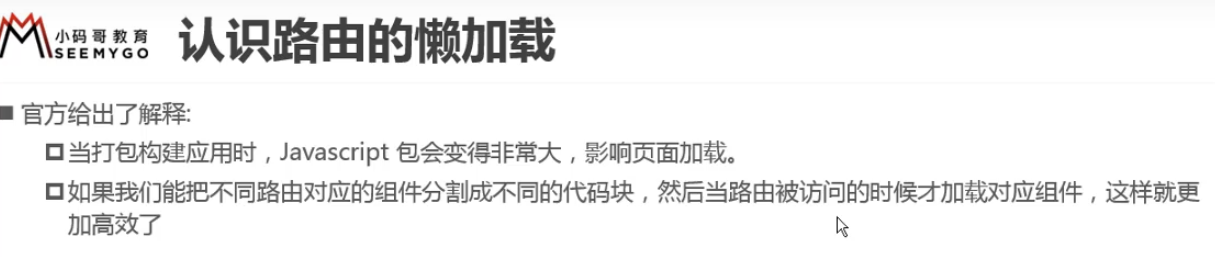 小码哥教育
SEEMYGO
认识路由的懒加载
官方给出了解释:
当打包构建应用时，Javascript 包会变得非常大，影响页面加载。
如果我们能把不同路由对应的组件分割成不同的代码块，然后当路由被访问的时候才加载对应组件，这样就更
加高效了